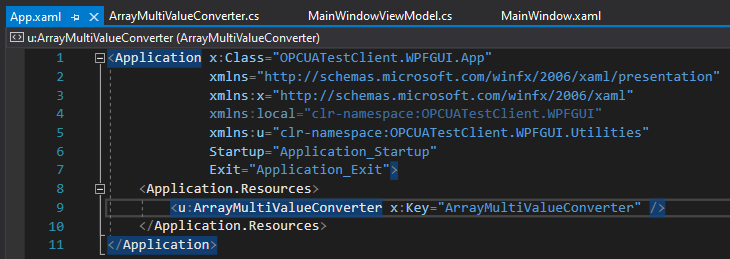 App.xaml ArrayMultiValueConverter.cs MainWindowViewModel.cs MainWindow.xaml
u:ArrayMultiValueConverter (ArrayMultiValueConverter)
1 <Application x:Class="OPCUATestClient.WPFGUI.App"
2 xmlns="http://schemas.microsoft.com/winfx/2006/xaml/presentation"
3 xmlns:x="http://schemas.microsoft.com/winfx/2006/xaml"
4 xmlns:local="clr-namespace:OPCUATestClient.WPFGUI"
5 xmlns:u="clr-namespace:OPCUATestClient.WPFGUI.Utilities"
6 Startup="Application_Startup"
7 Exit="Application_Exit">
8 <Application.Resources>
9 <u:ArrayMultiValueConverter x:Key="ArrayMultiValueConverter" />
10 </Application.Resources>
11 </Application>